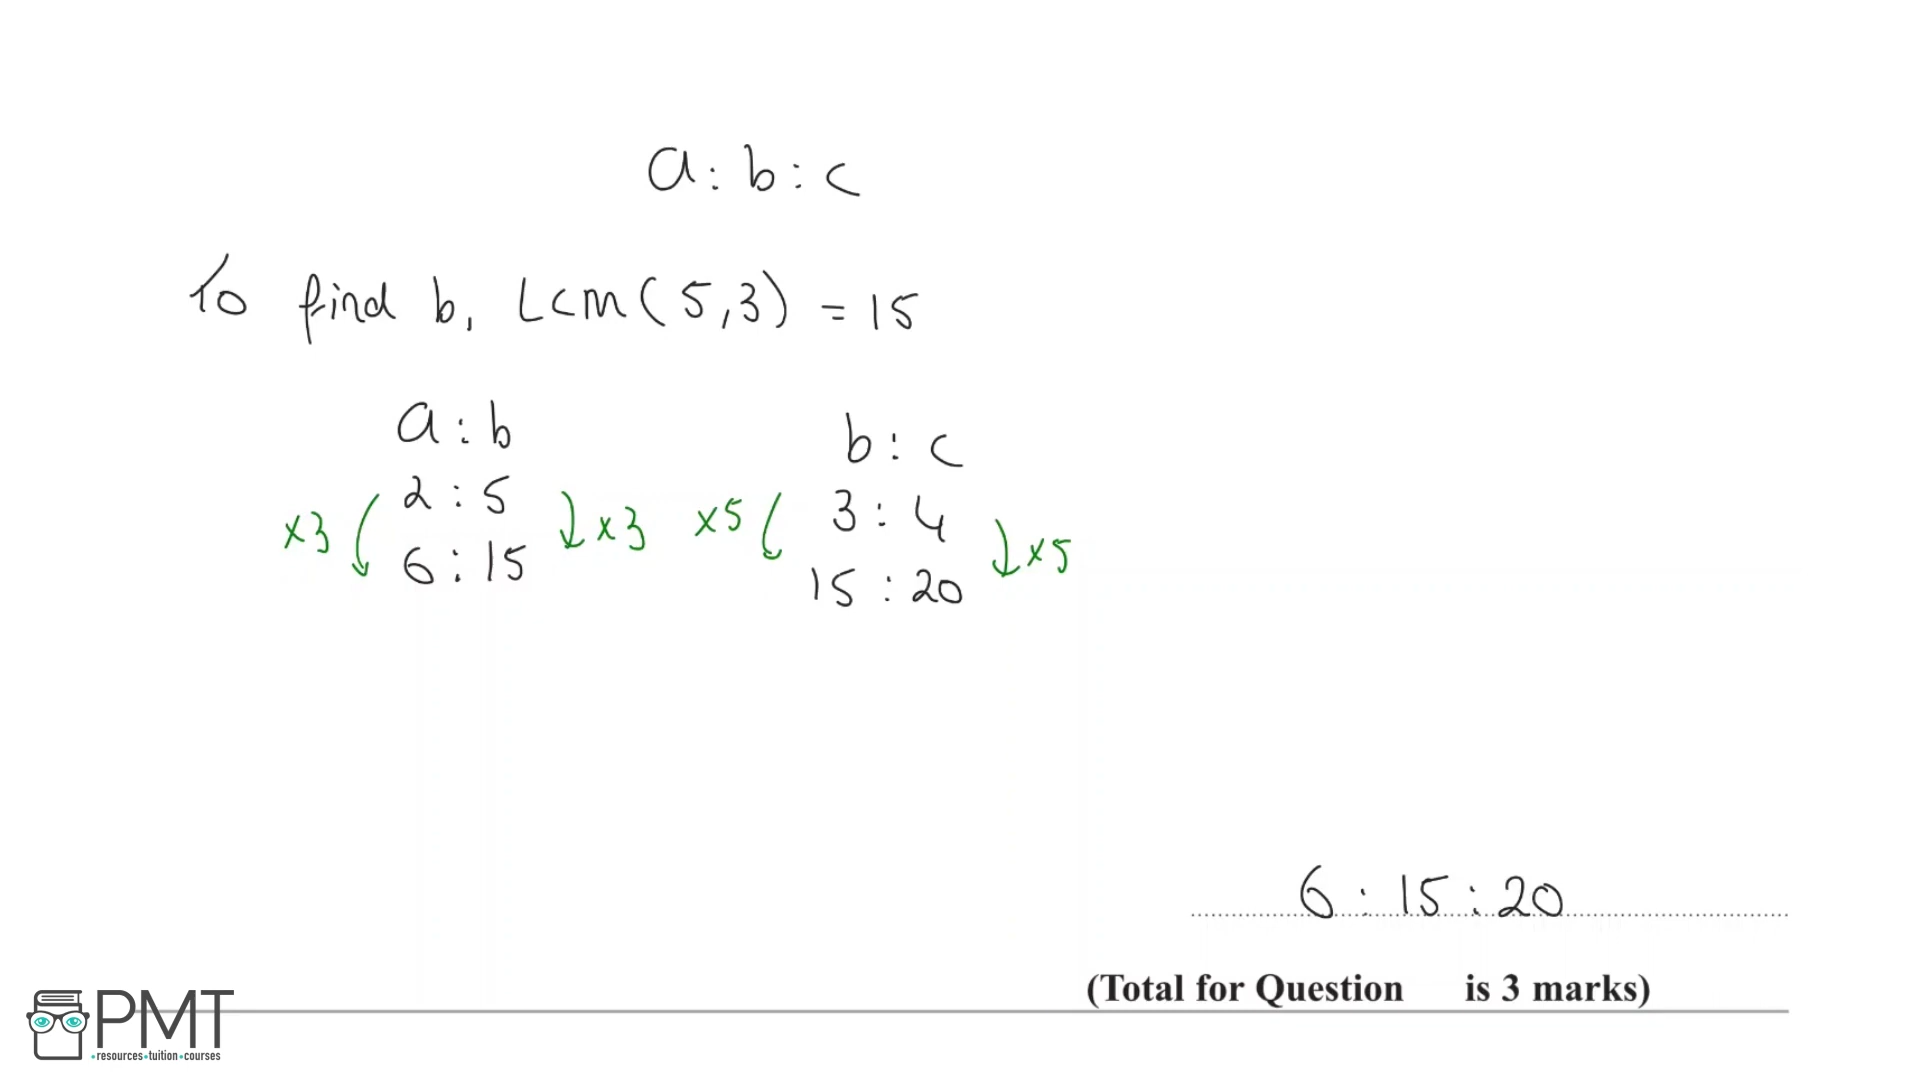 a : b : c
To find b, LCM(5,3) = 15
a : b
2 : 5
×3 ×3
6 : 15
b : c
3 : 4
×5 ×5
15 : 20
6 : 15 : 20
(Total for Question is 3 marks)
PMT
•resources•tuition•courses